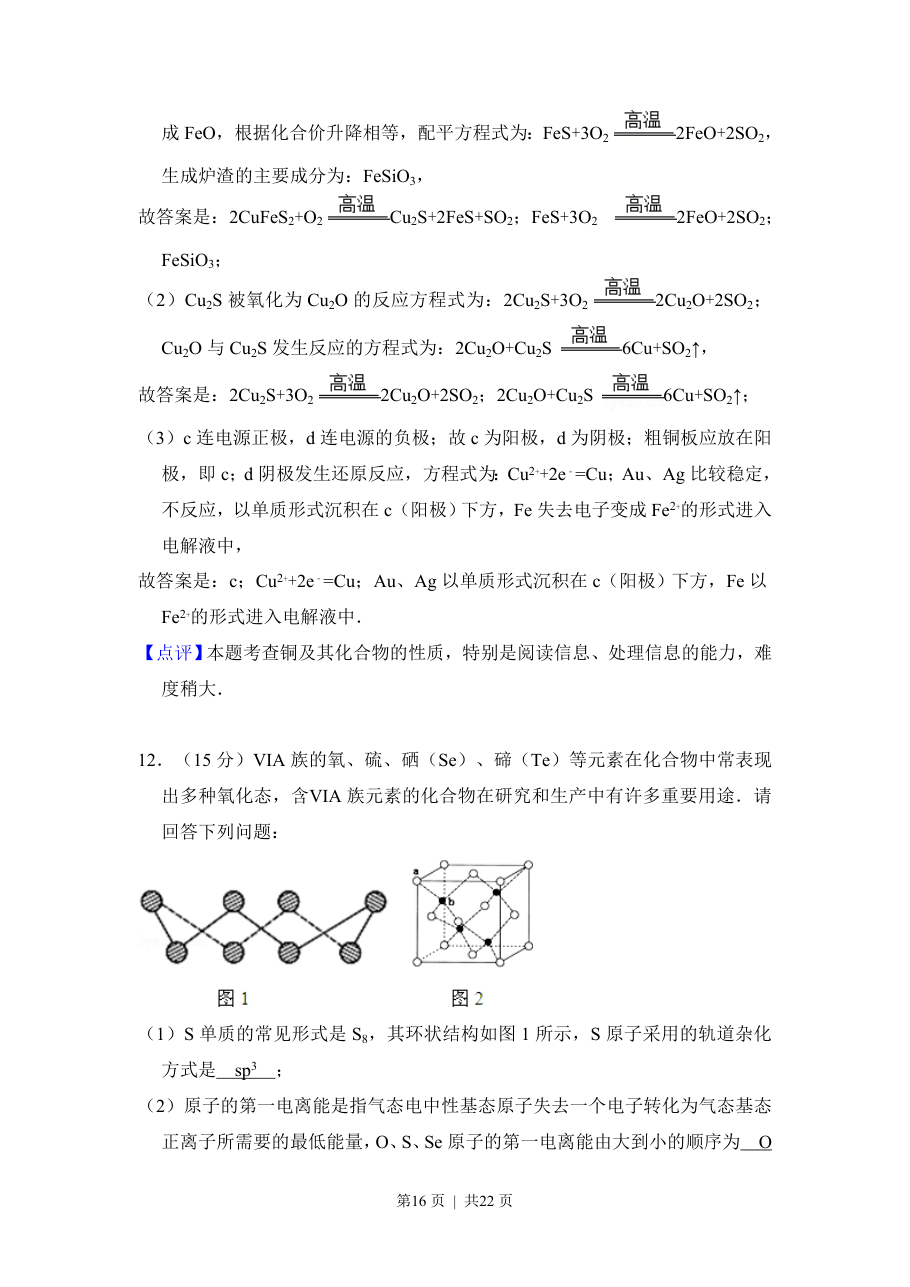 成 FeO，根据化合价升降相等，配平方程式为：FeS+3O₂ 高温 2FeO+2SO₂，
生成炉渣的主要成分为：FeSiO₃，
故答案是：2CuFeS₂+O₂ 高温 Cu₂S+2FeS+SO₂；FeS+3O₂ 高温 2FeO+2SO₂；
FeSiO₃；
（2）Cu₂S 被氧化为 Cu₂O 的反应方程式为：2Cu₂S+3O₂ 高温 2Cu₂O+2SO₂；
Cu₂O 与 Cu₂S 发生反应的方程式为：2Cu₂O+Cu₂S 高温 6Cu+SO₂↑，
故答案是：2Cu₂S+3O₂ 高温 2Cu₂O+2SO₂；2Cu₂O+Cu₂S 高温 6Cu+SO₂↑；
（3）c 连电源正极，d 连电源的负极；故 c 为阳极，d 为阴极；粗铜板应放在阳
极，即 c；d 阴极发生还原反应，方程式为：Cu²⁺+2e⁻=Cu；Au、Ag 比较稳定，
不反应，以单质形式沉积在 c（阳极）下方，Fe 失去电子变成 Fe²⁺的形式进入
电解液中，
故答案是：c；Cu²⁺+2e⁻=Cu；Au、Ag 以单质形式沉积在 c（阳极）下方，Fe 以
Fe²⁺的形式进入电解液中．
【点评】本题考查铜及其化合物的性质，特别是阅读信息、处理信息的能力，难
度稍大．
12．（15 分）VIA 族的氧、硫、硒（Se）、碲（Te）等元素在化合物中常表现
出多种氧化态，含VIA 族元素的化合物在研究和生产中有许多重要用途．请
回答下列问题：
a
b
图 1 图 2
（1）S 单质的常见形式是 S₈，其环状结构如图 1 所示，S 原子采用的轨道杂化
方式是 sp³ ；
（2）原子的第一电离能是指气态电中性基态原子失去一个电子转化为气态基态
正离子所需要的最低能量，O、S、Se 原子的第一电离能由大到小的顺序为 O
第16 页 | 共22 页